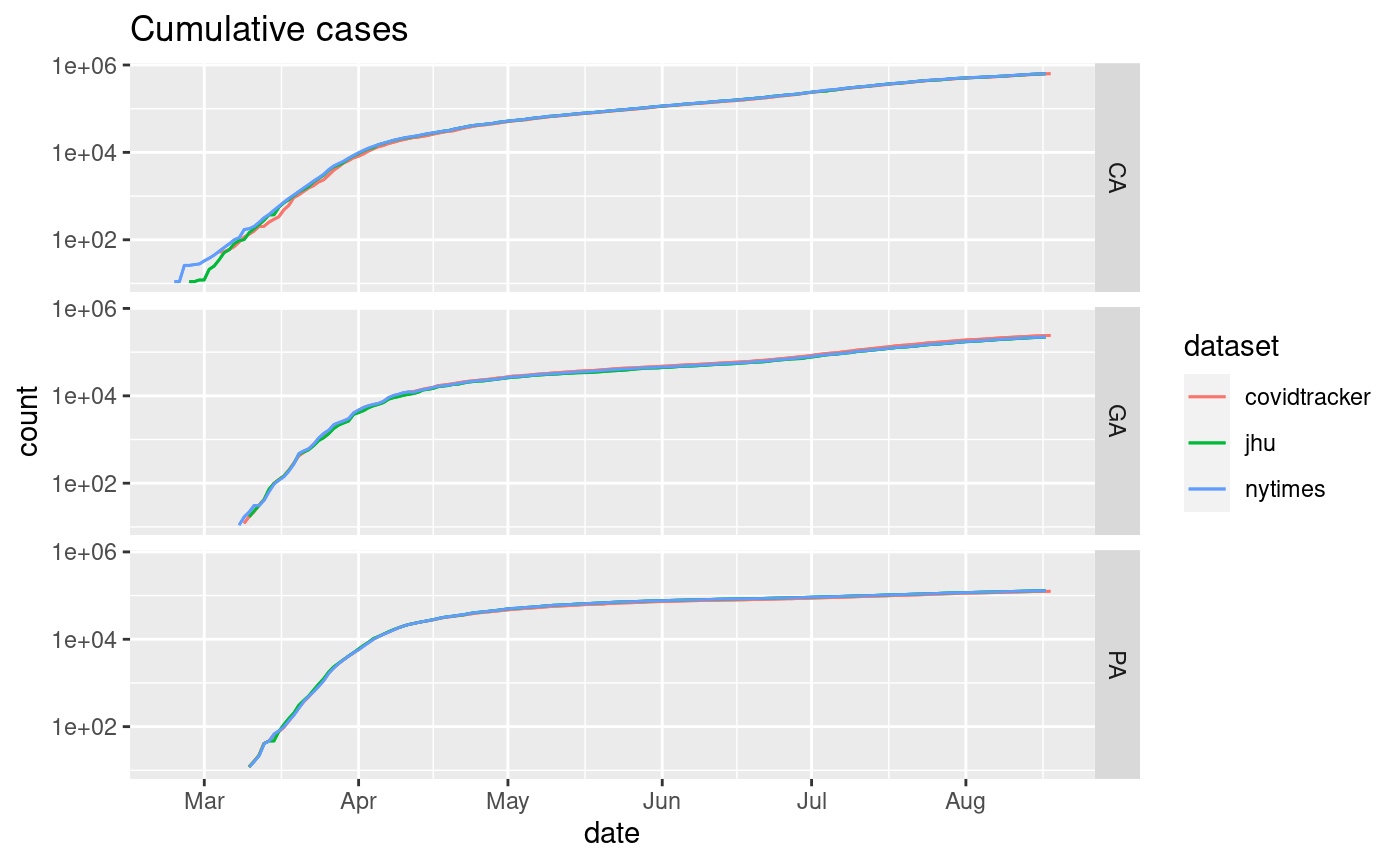 Cumulative cases
1e+06
1e+04
1e+02
CA
1e+06
1e+04
1e+02
GA
1e+06
1e+04
1e+02
PA
count
Mar Apr May Jun Jul Aug
date
dataset
covidtracker
jhu
nytimes